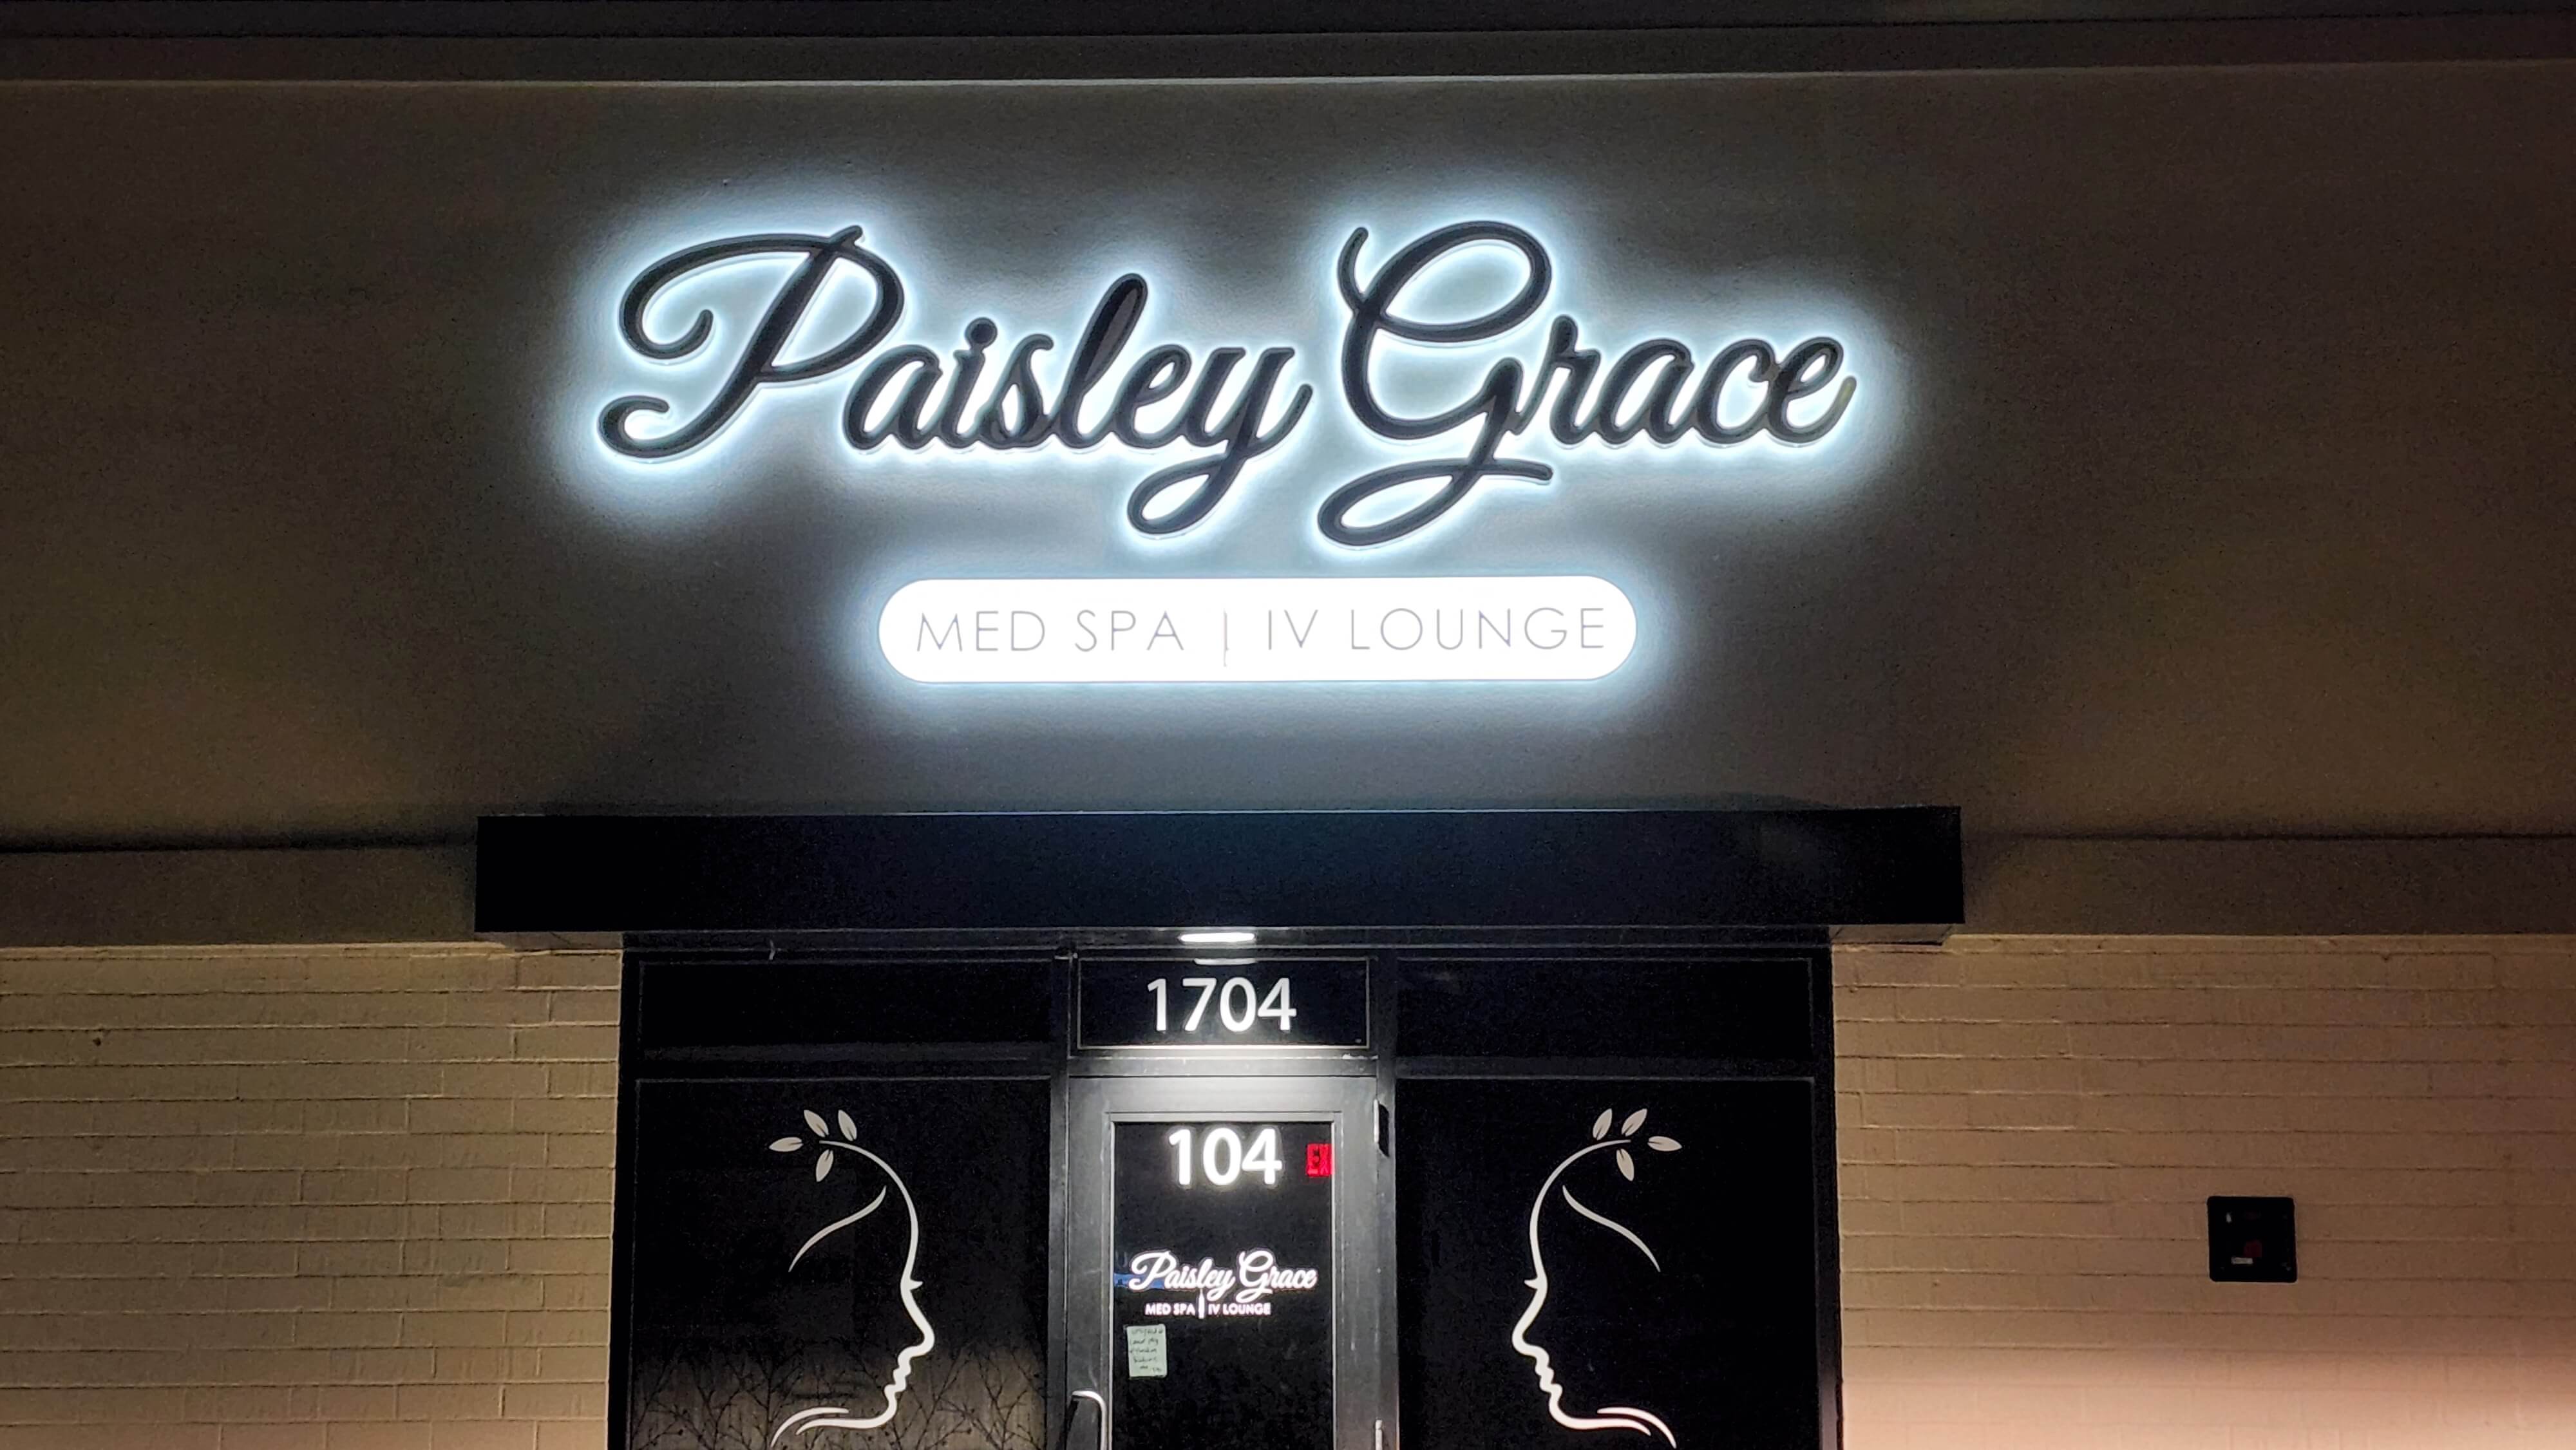 Paisley Grace
MED SPA | IV LOUNGE
1704
104
Paisley Grace
MED SPA | IV LOUNGE